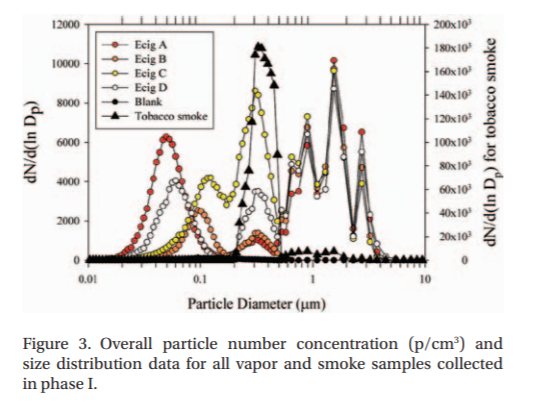 12000
10000
8000
6000
4000
2000
0
dN/d(ln Dp)
Ecig A
Ecig B
Ecig C
Ecig D
Blank
Tobacco smoke
200x10³
180x10³
160x10³
140x10³
120x10³
100x10³
80x10³
60x10³
40x10³
20x10³
0
dN/d(ln Dp) for tobacco smoke
0.01
0.1
1
10
Particle Diameter (μm)
Figure 3. Overall particle number concentration (p/cm³) and
size distribution data for all vapor and smoke samples collected
in phase I.